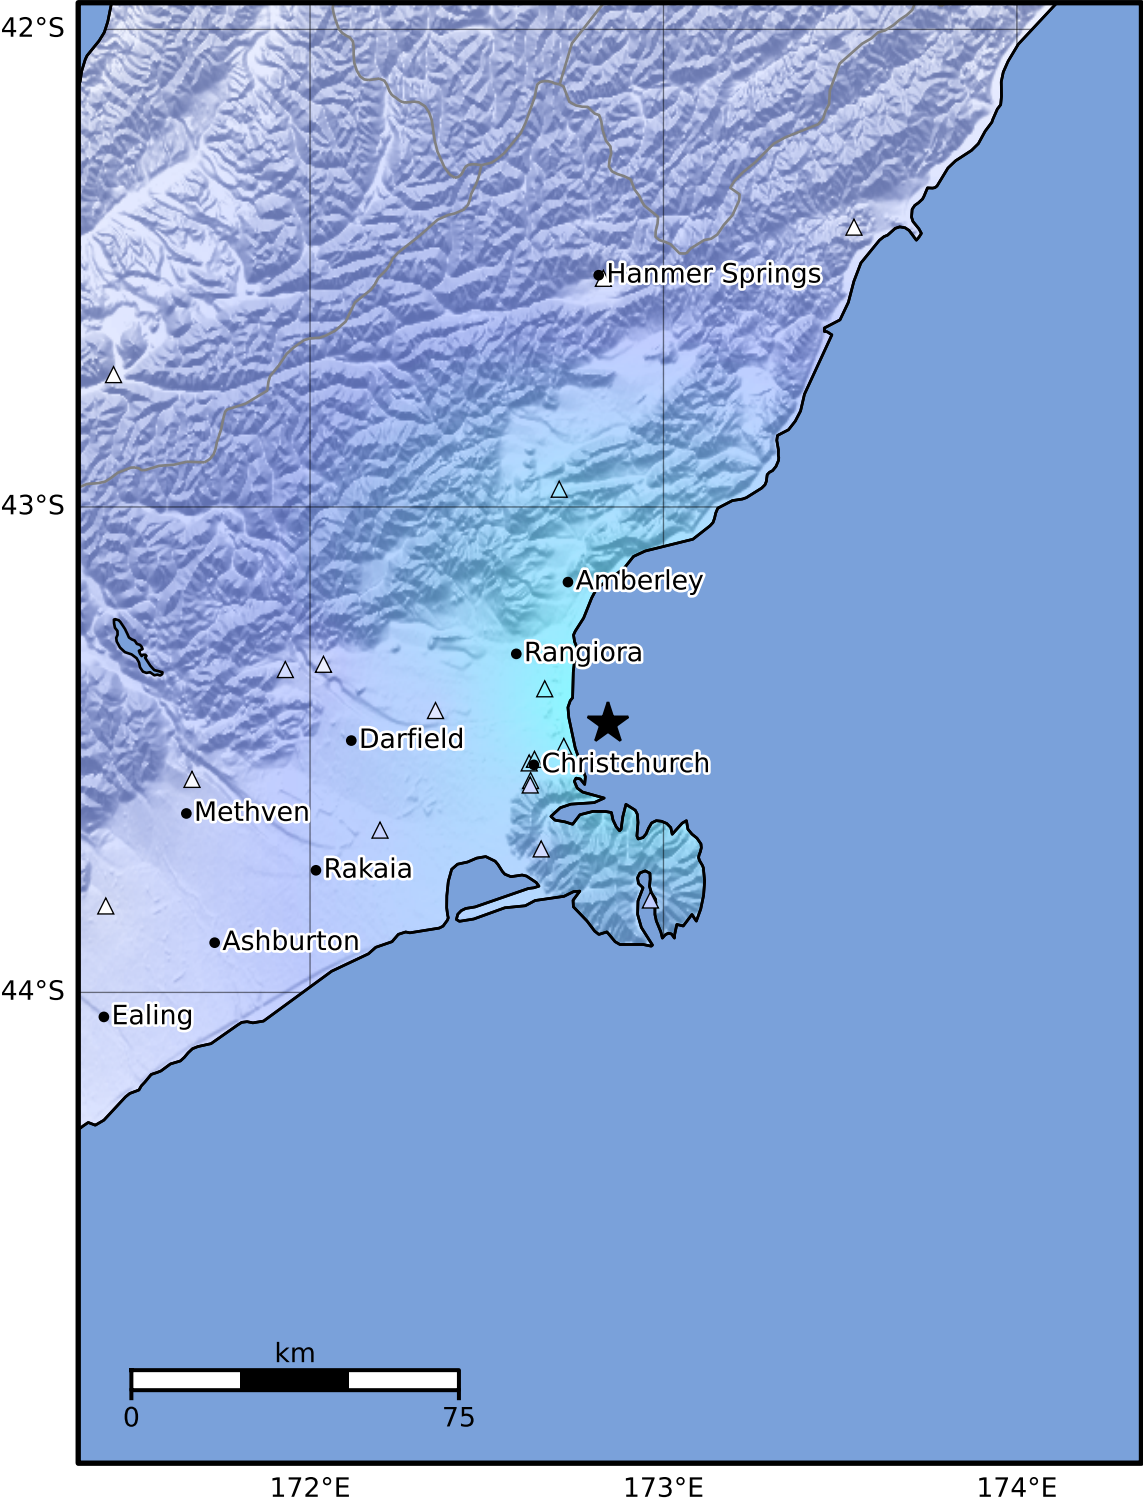 42°S
Hanmer Springs
43°S
Amberley
Rangiora
Darfield
Christchurch
Methven
Rakaia
Ashburton
44°S
Ealing
km
0 75
172°E 173°E 174°E